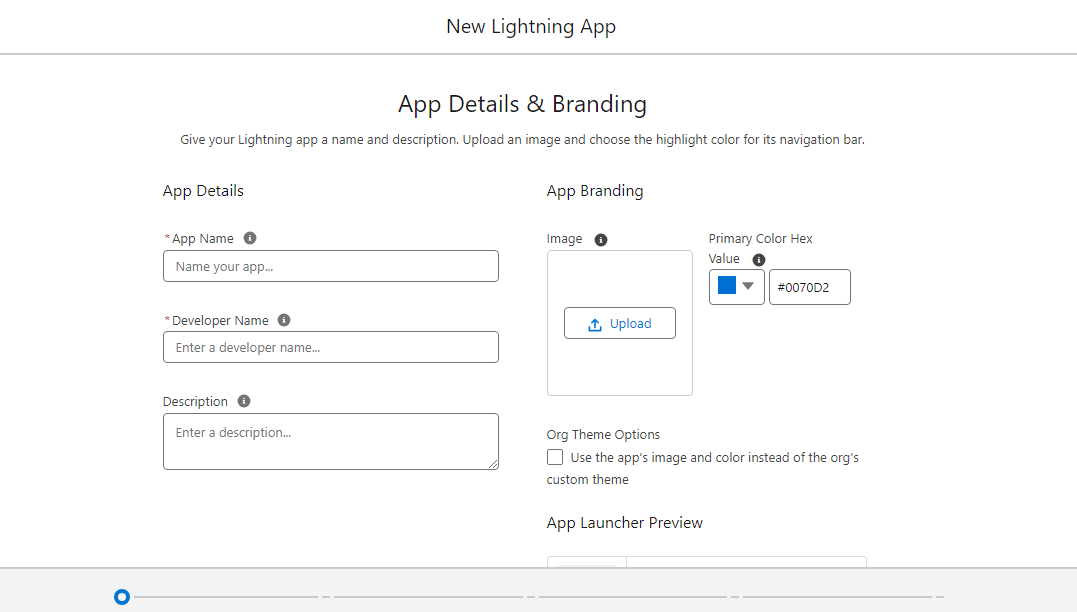 New Lightning App
App Details & Branding
Give your Lightning app a name and description. Upload an image and choose the highlight color for its navigation bar.
App Details
*App Name
Name your app...
*Developer Name
Enter a developer name...
Description
Enter a description...
App Branding
Image
Upload
Primary Color Hex
Value
#0070D2
Org Theme Options
Use the app's image and color instead of the org's
custom theme
App Launcher Preview